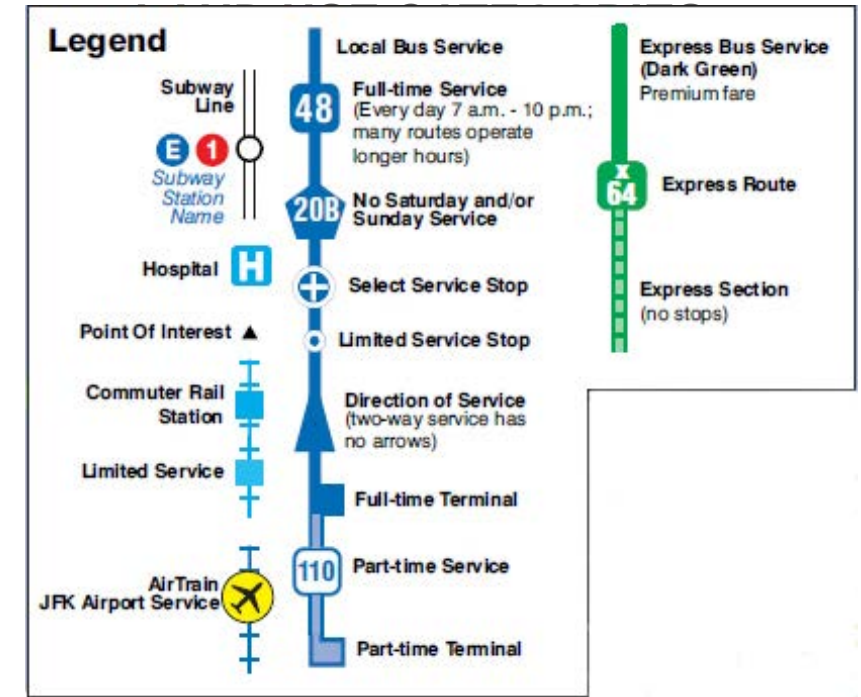 Legend
Subway
Line
E 1
Subway
Station
Name
Hospital H
Point Of Interest
Commuter Rail
Station
Limited Service
AirTrain
JFK Airport Service
Local Bus Service
48
Full-time Service
(Every day 7 a.m. - 10 p.m.;
many routes operate
longer hours)
20B
No Saturday and/or
Sunday Service
Select Service Stop
Limited Service Stop
Direction of Service
(two-way service has
no arrows)
Full-time Terminal
110 Part-time Service
Part-time Terminal
Express Bus Service
(Dark Green)
Premium fare
X
64
Express Route
Express Section
(no stops)